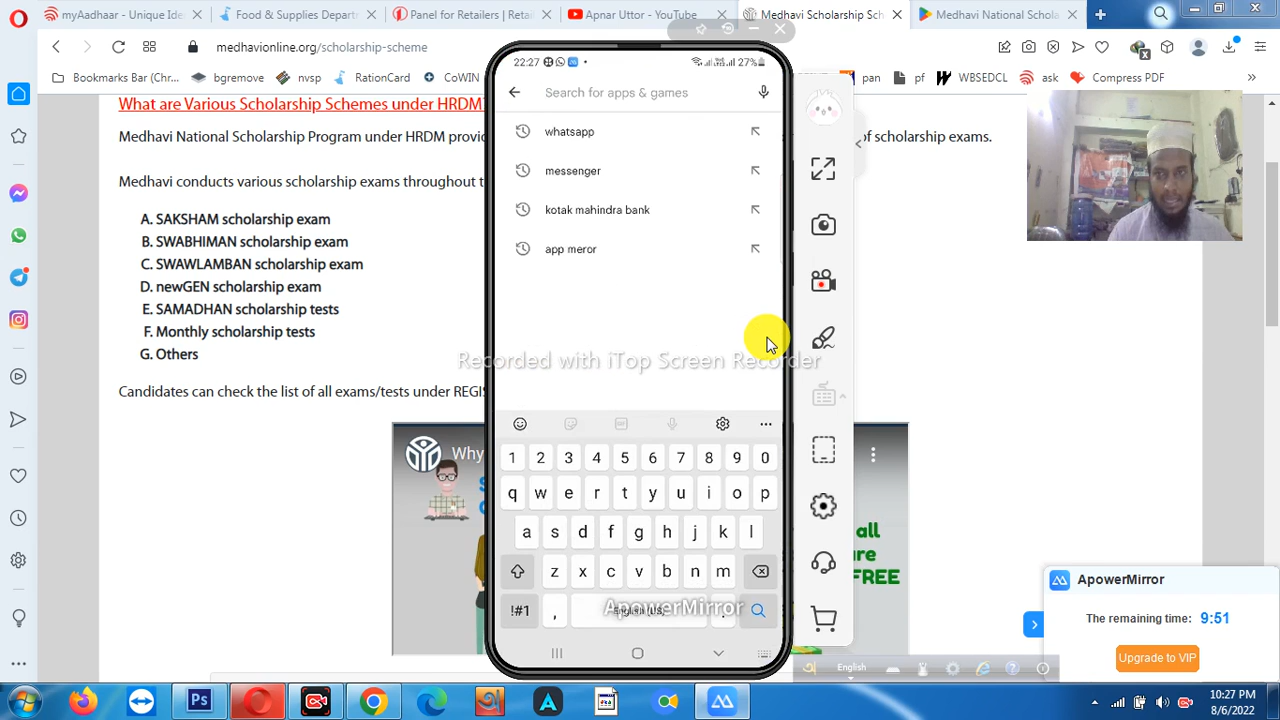 myAadhaar - Unique Ide
Food & Supplies Depart
Panel for Retailers | Retai
Apnar Uttor - YouTube
Medhavi Scholarship Sc
Medhavi National Schola
medhavionline.org/scholarship-scheme
Bookmarks Bar (Chr...
bgremove
nvsp
RationCard
CoWIN
pan
pf
WBSEDCL
ask
Compress PDF
What are Various Scholarship Schemes under HRDM
Medhavi National Scholarship Program under HRDM provi
of scholarship exams.
Medhavi conducts various scholarship exams throughout t
A. SAKSHAM scholarship exam
B. SWABHIMAN scholarship exam
C. SWAWLAMBAN scholarship exam
D. newGEN scholarship exam
E. SAMADHAN scholarship tests
F. Monthly scholarship tests
G. Others
Candidates can check the list of all exams/tests under REGIS
Why
all
are
FREE
22:27
27%
Search for apps & games
whatsapp
messenger
kotak mahindra bank
app meror
Recorded with iTop Screen Recorder
1 2 3 4 5 6 7 8 9 0
q w e r t y u i o p
a s d f g h j k l
z x c v b n m
!#1 , English (US) .
ApowerMirror
ApowerMirror
The remaining time: 9:51
Upgrade to VIP
English
10:27 PM
8/6/2022